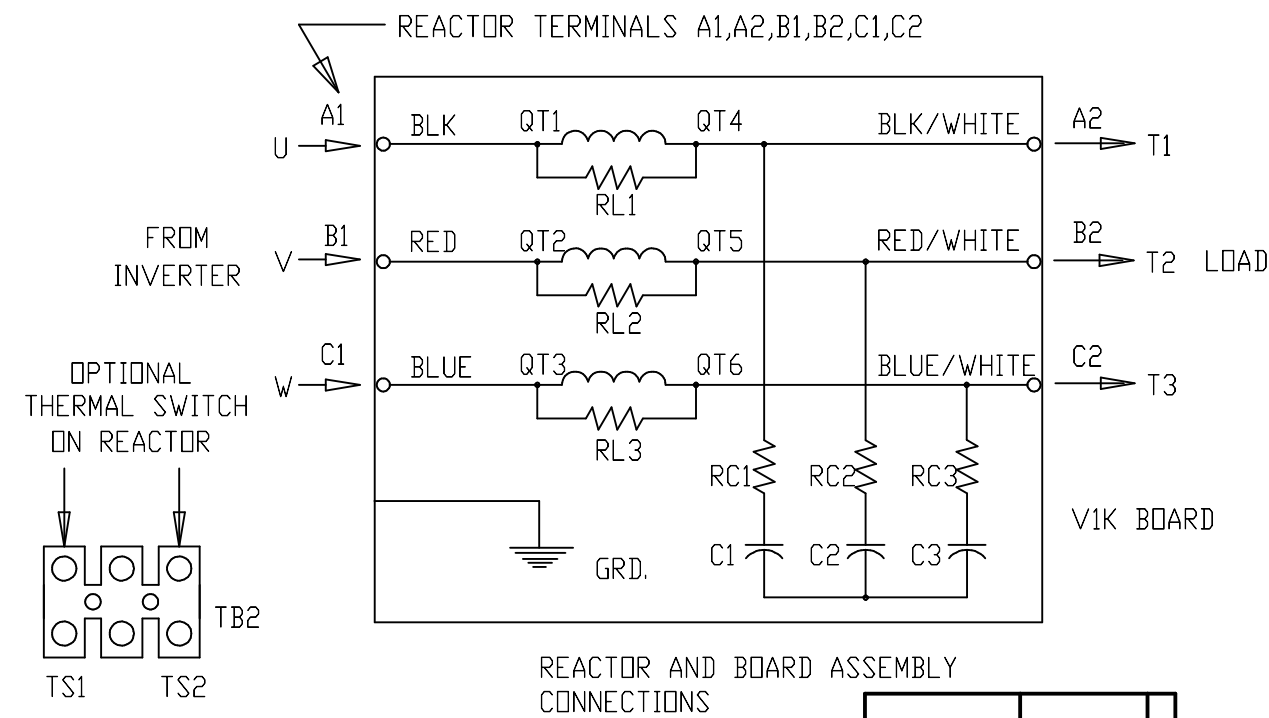 REACTOR TERMINALS A1,A2,B1,B2,C1,C2
A1
BLK
QT1
QT4
BLK/WHITE
A2
U
T1
RL1
FROM
INVERTER
B1
RED
QT2
QT5
RED/WHITE
B2
V
T2
LOAD
RL2
C1
BLUE
QT3
QT6
BLUE/WHITE
C2
W
T3
RL3
OPTIONAL
THERMAL SWITCH
ON REACTOR
RC1
RC2
RC3
V1K BOARD
C1
C2
C3
GRD.
TB2
TS1
TS2
REACTOR AND BOARD ASSEMBLY
CONNECTIONS